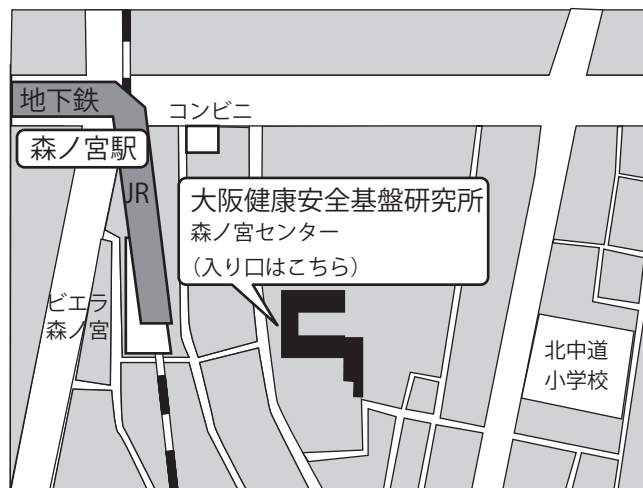 地下鉄
コンビニ
森ノ宮駅
JR
大阪健康安全基盤研究所
森ノ宮センター
（入り口はこちら）
ビエラ
森ノ宮
北中道
小学校